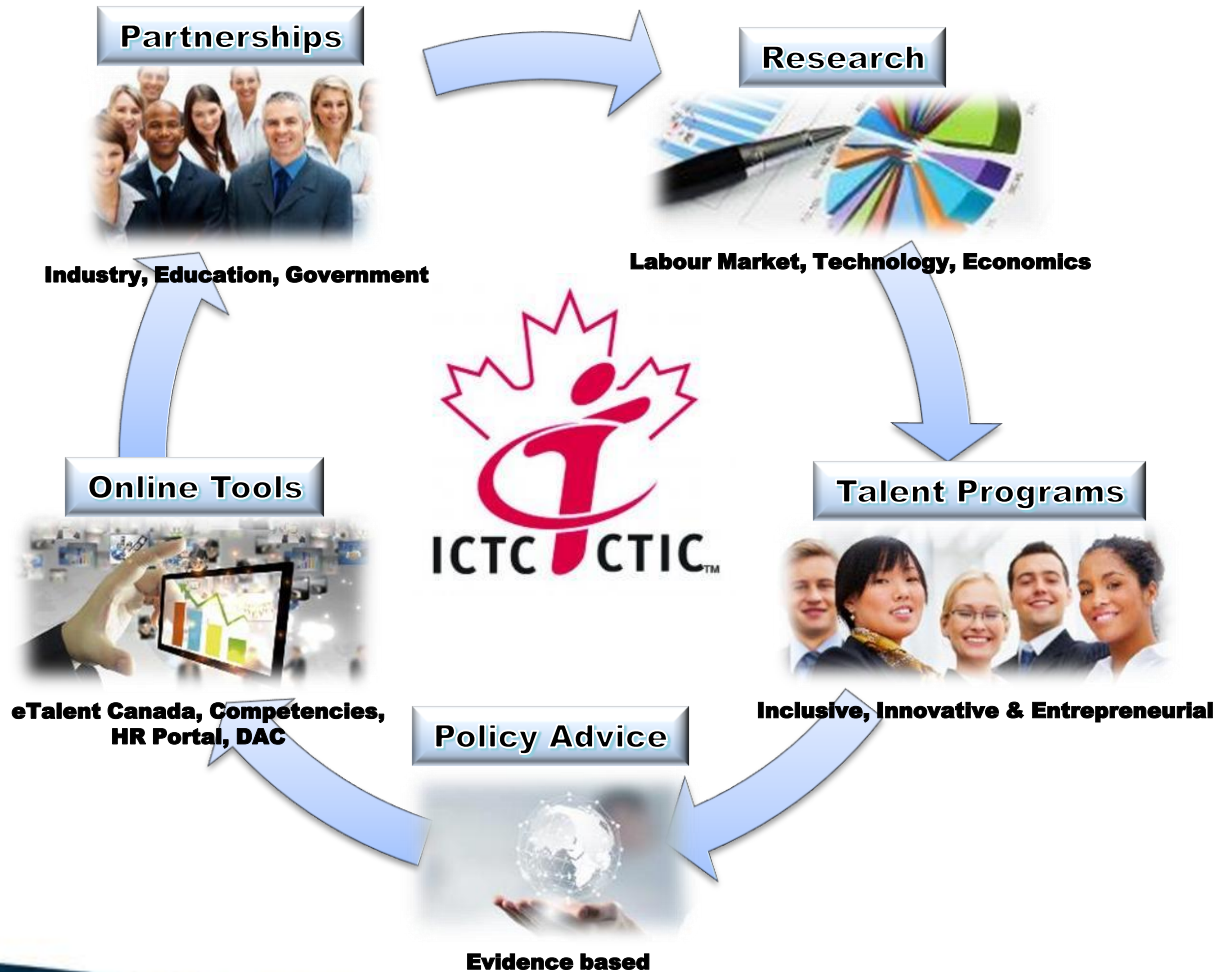 Partnerships
Industry, Education, Government
Research
Labour Market, Technology, Economics
Talent Programs
Inclusive, Innovative & Entrepreneurial
Policy Advice
Evidence based
Online Tools
eTalent Canada, Competencies,
HR Portal, DAC
ICTC CTIC™